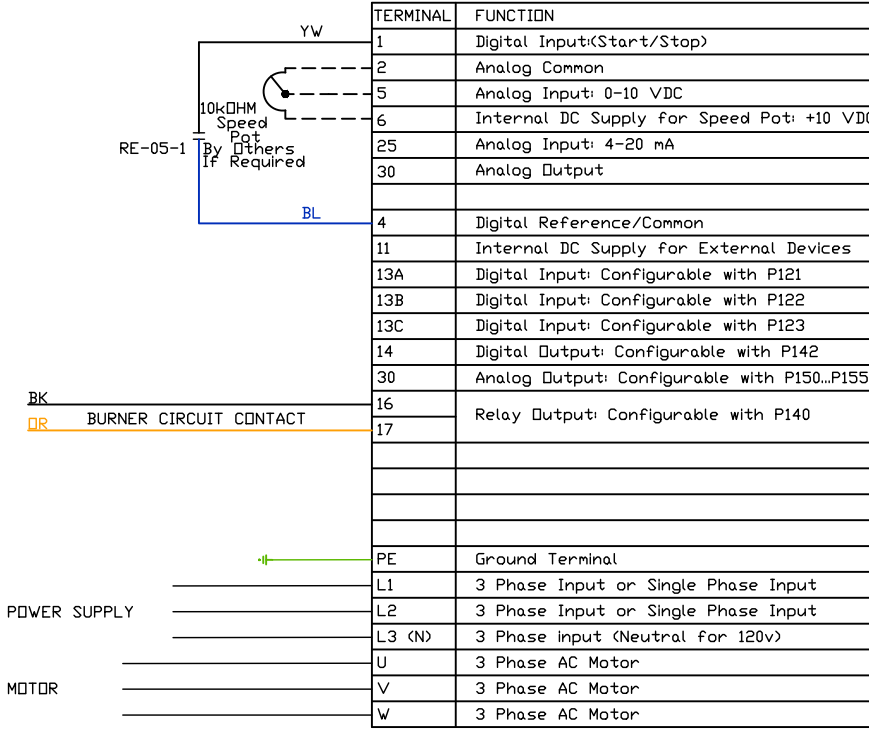 TERMINAL FUNCTION
YW
1 Digital Input:(Start/Stop)
2 Analog Common
5 Analog Input: 0-10 VDC
10kOHM
Speed
Pot
By Others
If Required
6 Internal DC Supply for Speed Pot: +10 VDC
RE-05-1
25 Analog Input: 4-20 mA
30 Analog Output
BL
4 Digital Reference/Common
11 Internal DC Supply for External Devices
13A Digital Input: Configurable with P121
13B Digital Input: Configurable with P122
13C Digital Input: Configurable with P123
14 Digital Output: Configurable with P142
30 Analog Output: Configurable with P150...P155
BK
16
BURNER CIRCUIT CONTACT
Relay Output: Configurable with P140
OR
17
PE Ground Terminal
L1 3 Phase Input or Single Phase Input
POWER SUPPLY
L2 3 Phase Input or Single Phase Input
L3 (N) 3 Phase input (Neutral for 120v)
U 3 Phase AC Motor
MOTOR
V 3 Phase AC Motor
W 3 Phase AC Motor